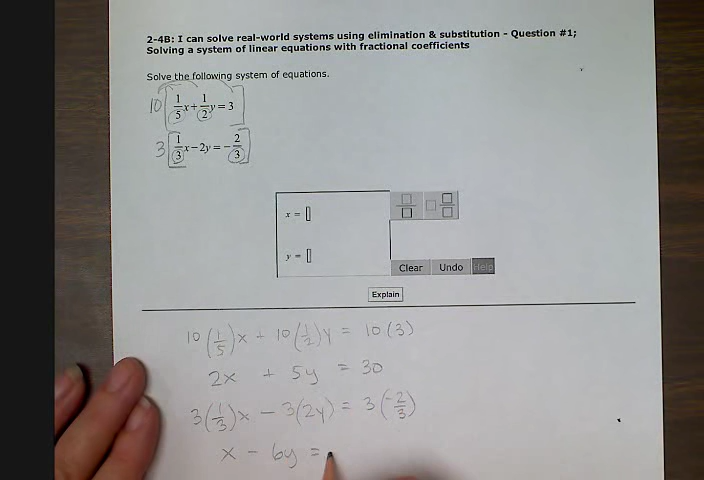 2-4B: I can solve real-world systems using elimination & substitution - Question #1;
Solving a system of linear equations with fractional coefficients
Solve the following system of equations.
10 [ 1/5 x + 1/2 y = 3 ]
3 [ 1/3 x - 2y = - 2/3 ]
x =
y =
Clear Undo Help
Explain
10 (1/5) x + 10 (1/2) y = 10 (3)
2x + 5y = 30
3 (1/3) x - 3 (2y) = 3 (-2/3)
x - 6y =